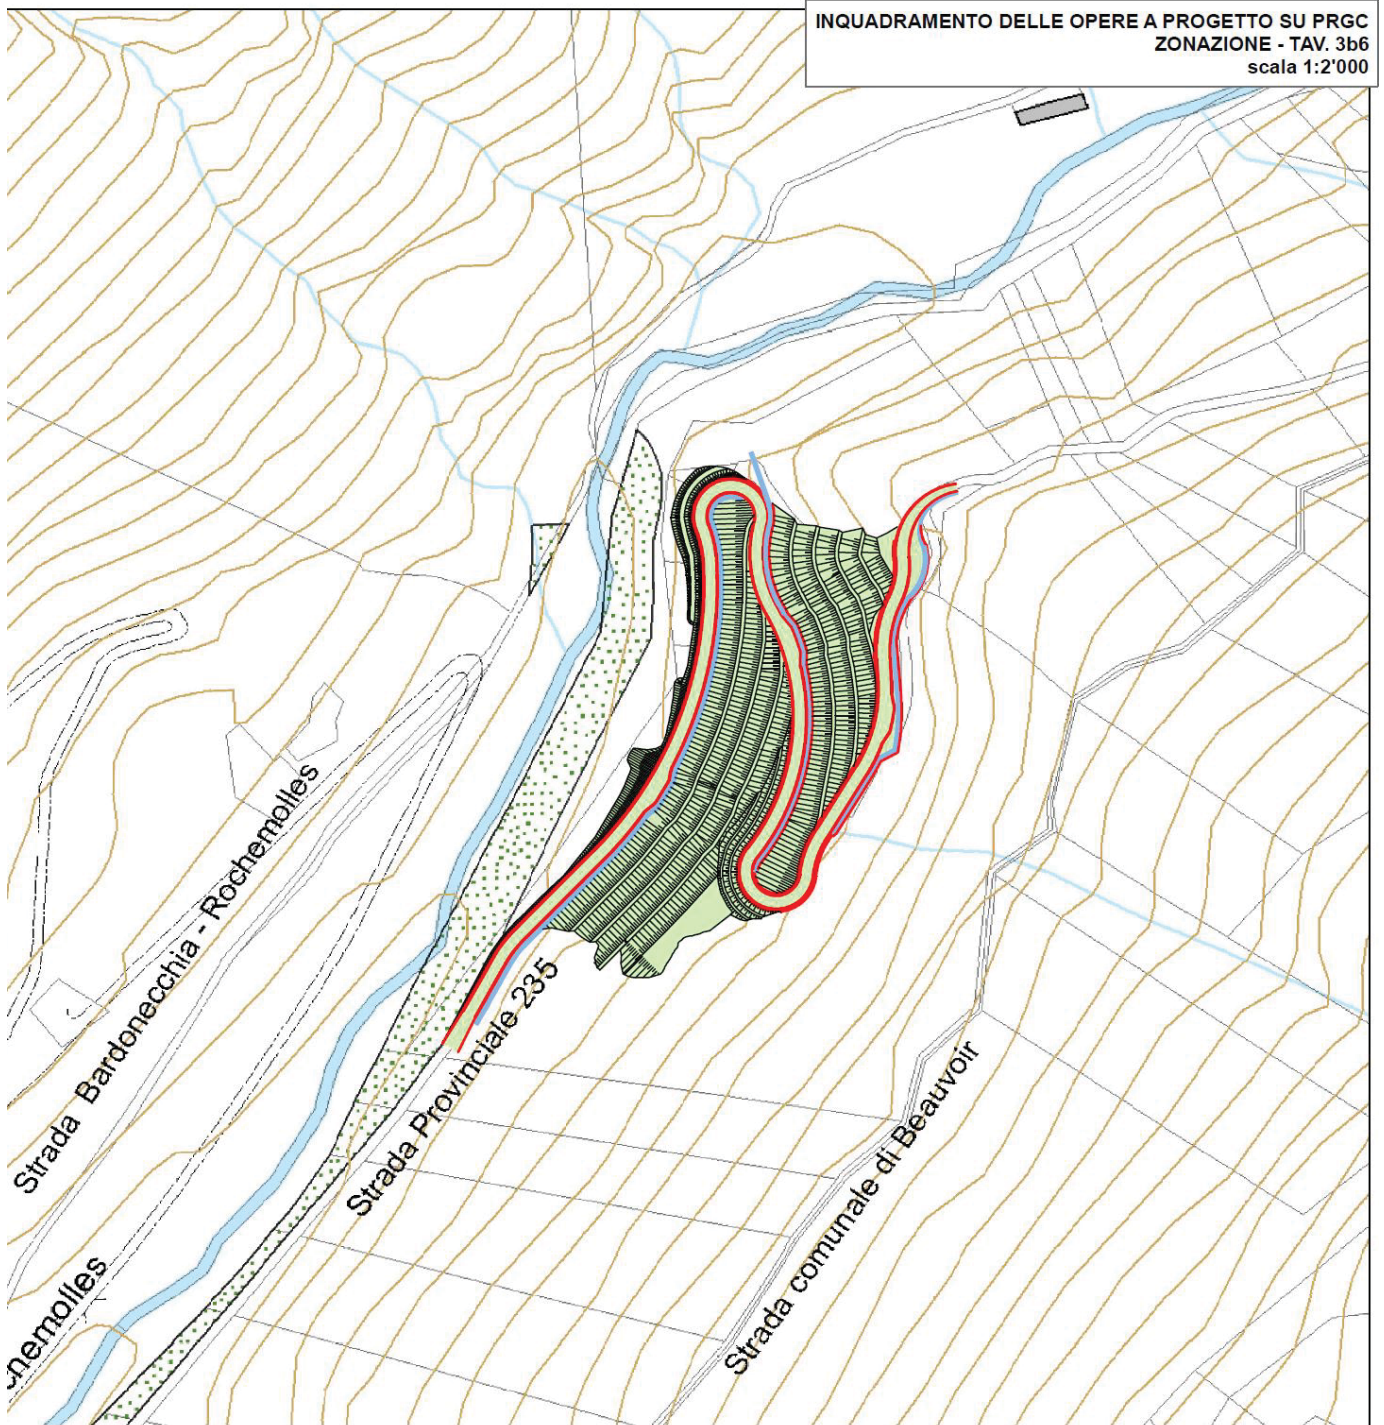 INQUADRAMENTO DELLE OPERE A PROGETTO SU PRGC
ZONAZIONE - TAV. 3b6
scala 1:2'000
Strada Bardonecchia - Rochemolles
Strada Provinciale 235
Strada comunale di Beauvoir
chemolles